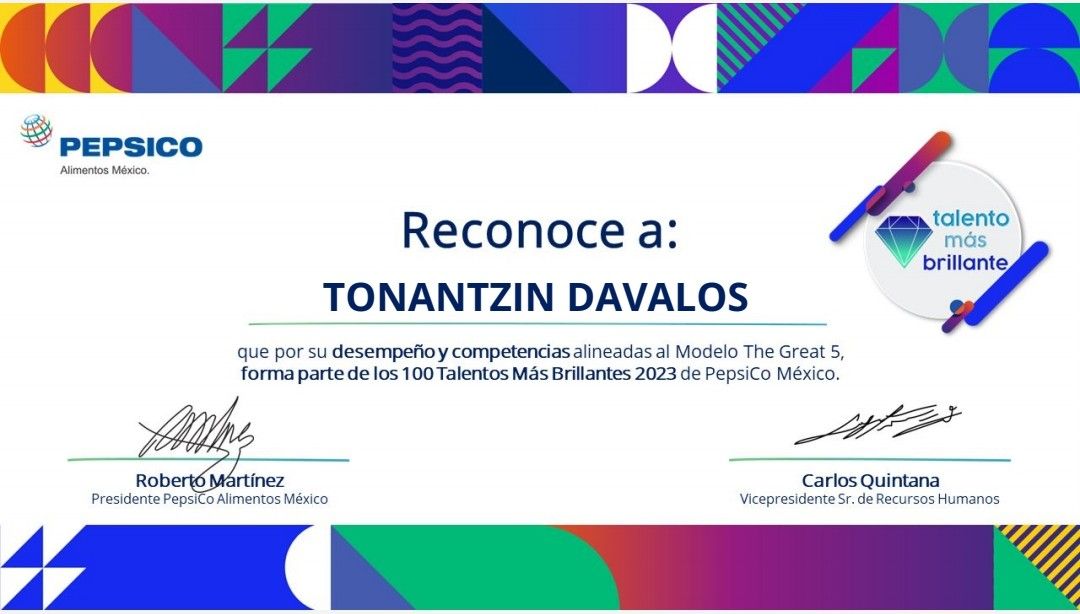 PEPSICO
Alimentos México.
talento
más
brillante
Reconoce a:
TONANTZIN DAVALOS
que por su desempeño y competencias alineadas al Modelo The Great 5,
forma parte de los 100 Talentos Más Brillantes 2023 de PepsiCo México.
Roberto Martínez
Presidente PepsiCo Alimentos México
Carlos Quintana
Vicepresidente Sr. de Recursos Humanos